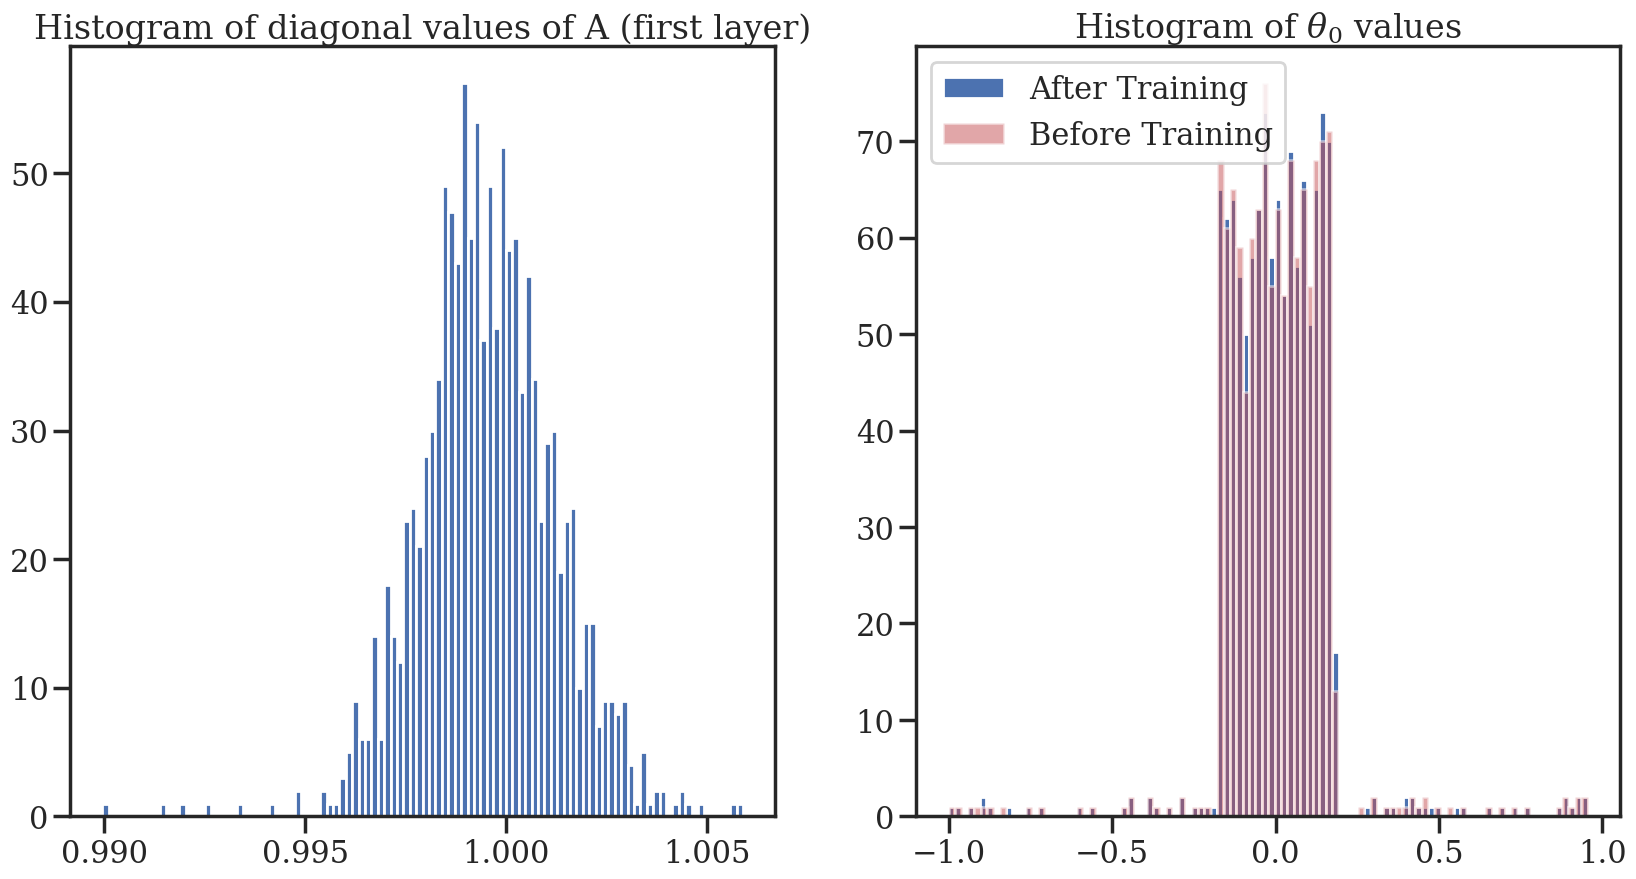 Histogram of diagonal values of A (first layer)
50
40
30
20
10
0
0.990 0.995 1.000 1.005
Histogram of θ₀ values
After Training
Before Training
70
60
50
40
30
20
10
0
−1.0 −0.5 0.0 0.5 1.0